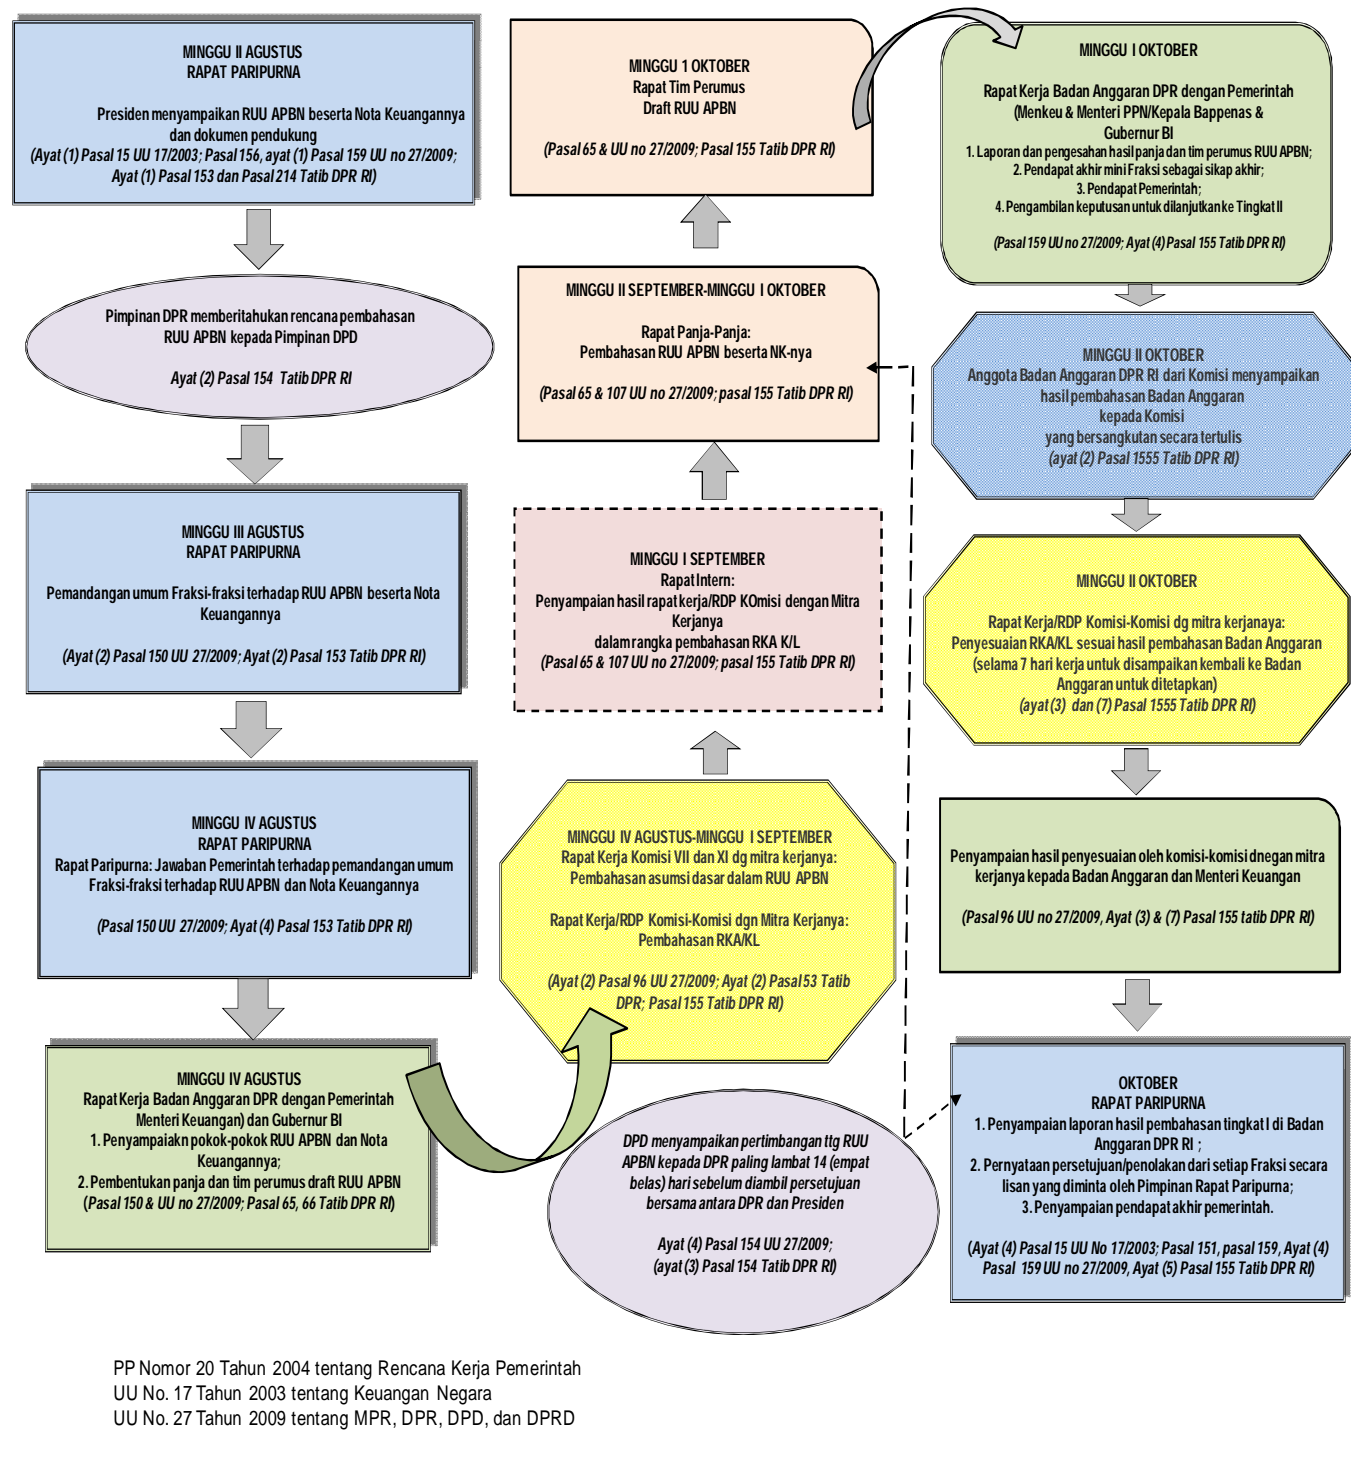 MINGGU II AGUSTUS
RAPAT PARIPURNA
Presiden menyampaikan RUU APBN beserta Nota Keuangannya
dan dokumen pendukung
(Ayat (1) Pasal 15 UU 17/2003; Pasal 156, ayat (1) Pasal 159 UU no 27/2009;
Ayat (1) Pasal 153 dan Pasal 214 Tatib DPR RI)
Pimpinan DPR memberitahukan rencana pembahasan
RUU APBN kepada Pimpinan DPD
Ayat (2) Pasal 154 Tatib DPR RI
MINGGU III AGUSTUS
RAPAT PARIPURNA
Pemandangan umum Fraksi-fraksi terhadap RUU APBN beserta Nota
Keuangannya
(Ayat (2) Pasal 150 UU 27/2009; Ayat (2) Pasal 153 Tatib DPR RI)
MINGGU IV AGUSTUS
RAPAT PARIPURNA
Rapat Paripurna: Jawaban Pemerintah terhadap pemandangan umum
Fraksi-fraksi terhadap RUU APBN dan Nota Keuangannya
(Pasal 150 UU 27/2009; Ayat (4) Pasal 153 Tatib DPR RI)
MINGGU IV AGUSTUS
Rapat Kerja Badan Anggaran DPR dengan Pemerintah
Menteri Keuangan) dan Gubernur BI
1. Penyampaiakn pokok-pokok RUU APBN dan Nota
Keuangannya;
2. Pembentukan panja dan tim perumus draft RUU APBN
(Pasal 150 & UU no 27/2009; Pasal 65, 66 Tatib DPR RI)
MINGGU IV AGUSTUS-MINGGU I SEPTEMBER
Rapat Kerja Komisi VII dan XI dg mitra kerjanya:
Pembahasan asumsi dasar dalam RUU APBN
Rapat Kerja/RDP Komisi-Komisi dgn Mitra Kerjanya:
Pembahasan RKA/KL
(Ayat (2) Pasal 96 UU 27/2009; Ayat (2) Pasal 53 Tatib
DPR; Pasal 155 Tatib DPR RI)
MINGGU I SEPTEMBER
Rapat Intern:
Penyampaian hasil rapat kerja/RDP KOmisi dengan Mitra
Kerjanya
dalam rangka pembahasan RKA K/L
(Pasal 65 & 107 UU no 27/2009; pasal 155 Tatib DPR RI)
MINGGU II SEPTEMBER-MINGGU I OKTOBER
Rapat Panja-Panja:
Pembahasan RUU APBN beserta NK-nya
(Pasal 65 & 107 UU no 27/2009; pasal 155 Tatib DPR RI)
MINGGU 1 OKTOBER
Rapat Tim Perumus
Draft RUU APBN
(Pasal 65 & UU no 27/2009; Pasal 155 Tatib DPR RI)
MINGGU I OKTOBER
Rapat Kerja Badan Anggaran DPR dengan Pemerintah
(Menkeu & Menteri PPN/Kepala Bappenas &
Gubernur BI
1. Laporan dan pengesahan hasil panja dan tim perumus RUU APBN;
2. Pendapat akhir mini Fraksi sebagai sikap akhir;
3. Pendapat Pemerintah;
4. Pengambilan keputusan untuk dilanjutkan ke Tingkat II
(Pasal 159 UU no 27/2009; Ayat (4) Pasal 155 Tatib DPR RI)
MINGGU II OKTOBER
Anggota Badan Anggaran DPR RI dari Komisi menyampaikan
hasil pembahasan Badan Anggaran
kepada Komisi
yang bersangkutan secara tertulis
(ayat (2) Pasal 1555 Tatib DPR RI)
MINGGU II OKTOBER
Rapat Kerja/RDP Komisi-Komisi dg mitra kerjanaya:
Penyesuaian RKA/KL sesuai hasil pembahasan Badan Anggaran
(selama 7 hari kerja untuk disampaikan kembali ke Badan
Anggaran untuk ditetapkan)
(ayat (3) dan (7) Pasal 1555 Tatib DPR RI)
Penyampaian hasil penyesuaian oleh komisi-komisi dnegan mitra
kerjanya kepada Badan Anggaran dan Menteri Keuangan
(Pasal 96 UU no 27/2009, Ayat (3) & (7) Pasal 155 tatib DPR RI)
OKTOBER
RAPAT PARIPURNA
1. Penyampaian laporan hasil pembahasan tingkat I di Badan
Anggaran DPR RI ;
2. Pernyataan persetujuan/penolakan dari setiap Fraksi secara
lisan yang diminta oleh Pimpinan Rapat Paripurna;
3. Penyampaian pendapat akhir pemerintah.
(Ayat (4) Pasal 15 UU No 17/2003; Pasal 151, pasal 159, Ayat (4)
Pasal 159 UU no 27/2009, Ayat (5) Pasal 155 Tatib DPR RI)
DPD menyampaikan pertimbangan ttg RUU
APBN kepada DPR paling lambat 14 (empat
belas) hari sebelum diambil persetujuan
bersama antara DPR dan Presiden
Ayat (4) Pasal 154 UU 27/2009;
(ayat (3) Pasal 154 Tatib DPR RI)
PP Nomor 20 Tahun 2004 tentang Rencana Kerja Pemerintah
UU No. 17 Tahun 2003 tentang Keuangan Negara
UU No. 27 Tahun 2009 tentang MPR, DPR, DPD, dan DPRD